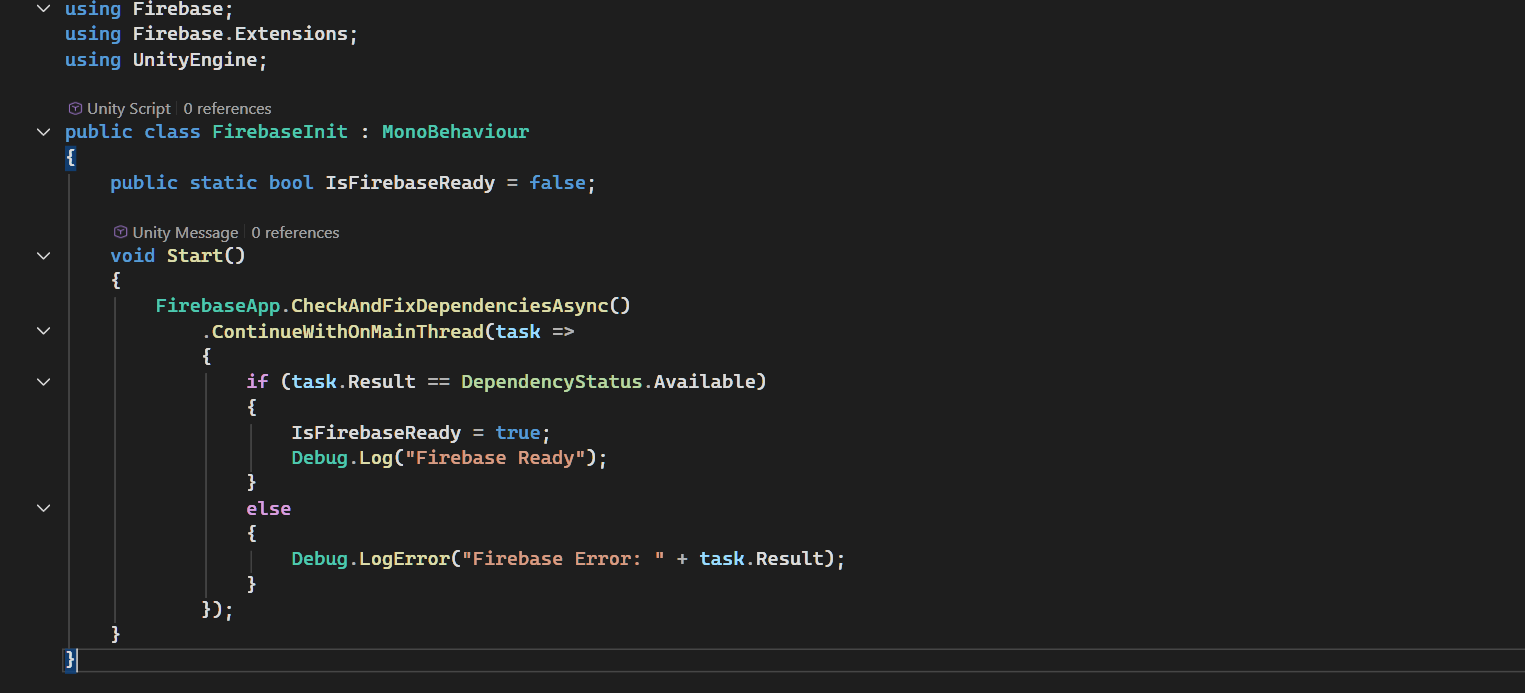 using Firebase;
using Firebase.Extensions;
using UnityEngine;
Unity Script | 0 references
public class FirebaseInit : MonoBehaviour
{
public static bool IsFirebaseReady = false;
Unity Message | 0 references
void Start()
{
FirebaseApp.CheckAndFixDependenciesAsync()
.ContinueWithOnMainThread(task =>
{
if (task.Result == DependencyStatus.Available)
{
IsFirebaseReady = true;
Debug.Log("Firebase Ready");
}
else
{
Debug.LogError("Firebase Error: " + task.Result);
}
});
}
}